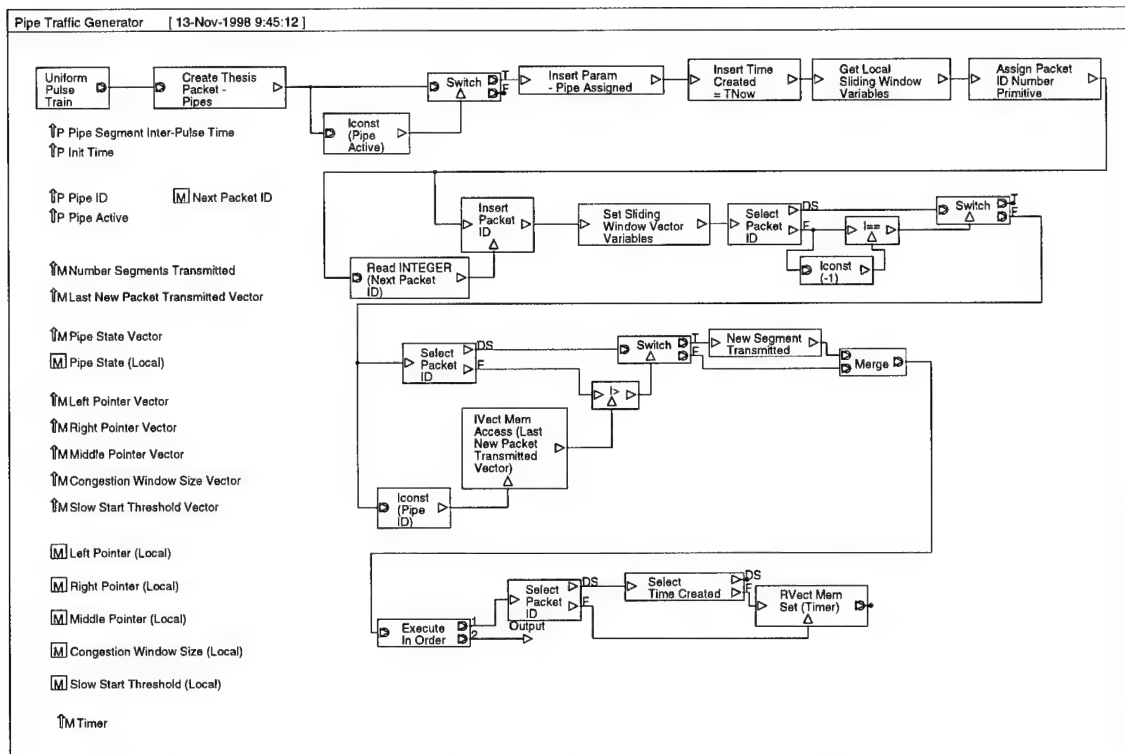 Pipe Traffic Generator [ 13-Nov-1998 9:45:12 ]
Uniform
Pulse
Train
Create Thesis
Packet -
Pipes
Switch
T
F
Insert Param
- Pipe Assigned
Insert Time
Created
= TNow
Get Local
Sliding Window
Variables
Assign Packet
ID Number
Primitive
Iconst
(Pipe
Active)
⇑P Pipe Segment Inter-Pulse Time
⇑P Init Time
⇑P Pipe ID
M Next Packet ID
⇑P Pipe Active
Insert
Packet
ID
Set Sliding
Window Vector
Variables
Select
Packet
ID
DS
F
I==
Switch
T
F
Read INTEGER
(Next Packet
ID)
Iconst
(-1)
⇑M Number Segments Transmitted
⇑M Last New Packet Transmitted Vector
⇑M Pipe State Vector
M Pipe State (Local)
⇑M Left Pointer Vector
⇑M Right Pointer Vector
⇑M Middle Pointer Vector
⇑M Congestion Window Size Vector
⇑M Slow Start Threshold Vector
Select
Packet
ID
DS
F
Switch
T
F
New Segment
Transmitted
Merge
I>
IVect Mem
Access (Last
New Packet
Transmitted
Vector)
Iconst
(Pipe
ID)
M Left Pointer (Local)
M Right Pointer (Local)
M Middle Pointer (Local)
M Congestion Window Size (Local)
M Slow Start Threshold (Local)
⇑M Timer
Execute
In Order
1
2
Output
Select
Packet
ID
DS
F
Select
Time Created
DS
F
RVect Mem
Set (Timer)